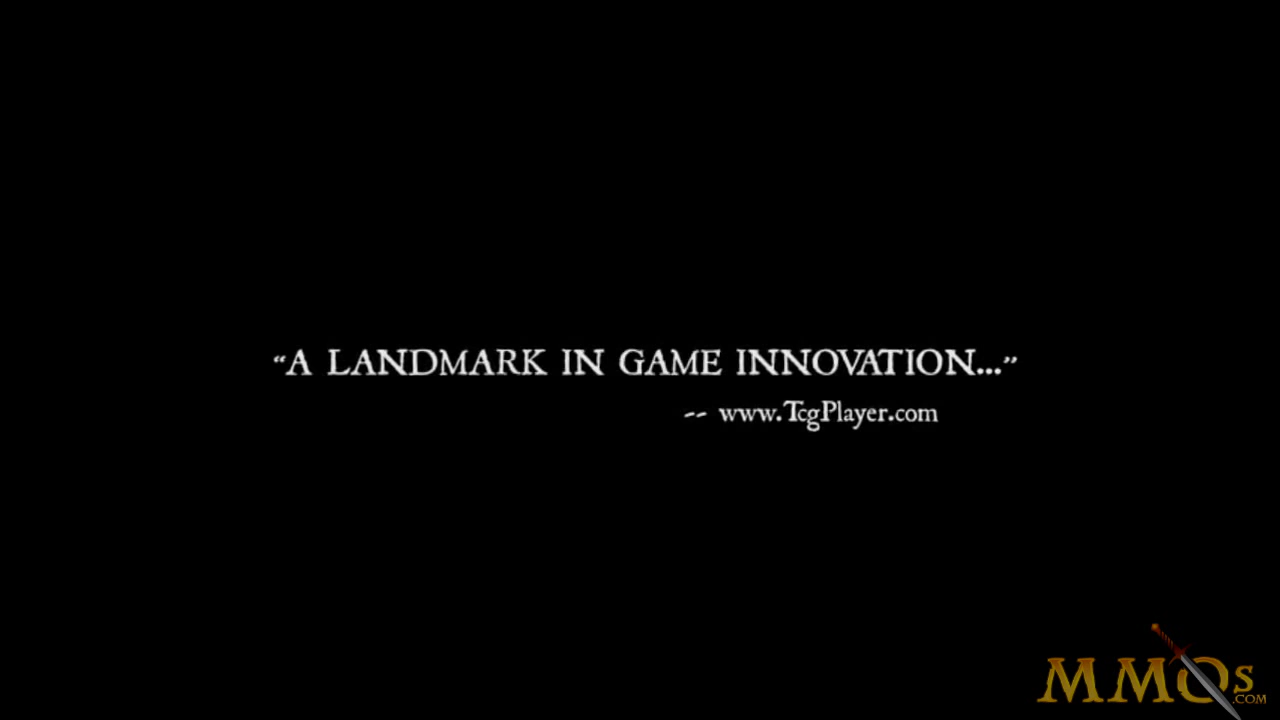 “A LANDMARK IN GAME INNOVATION...”
-- www.TcgPlayer.com
MMOs
.COM